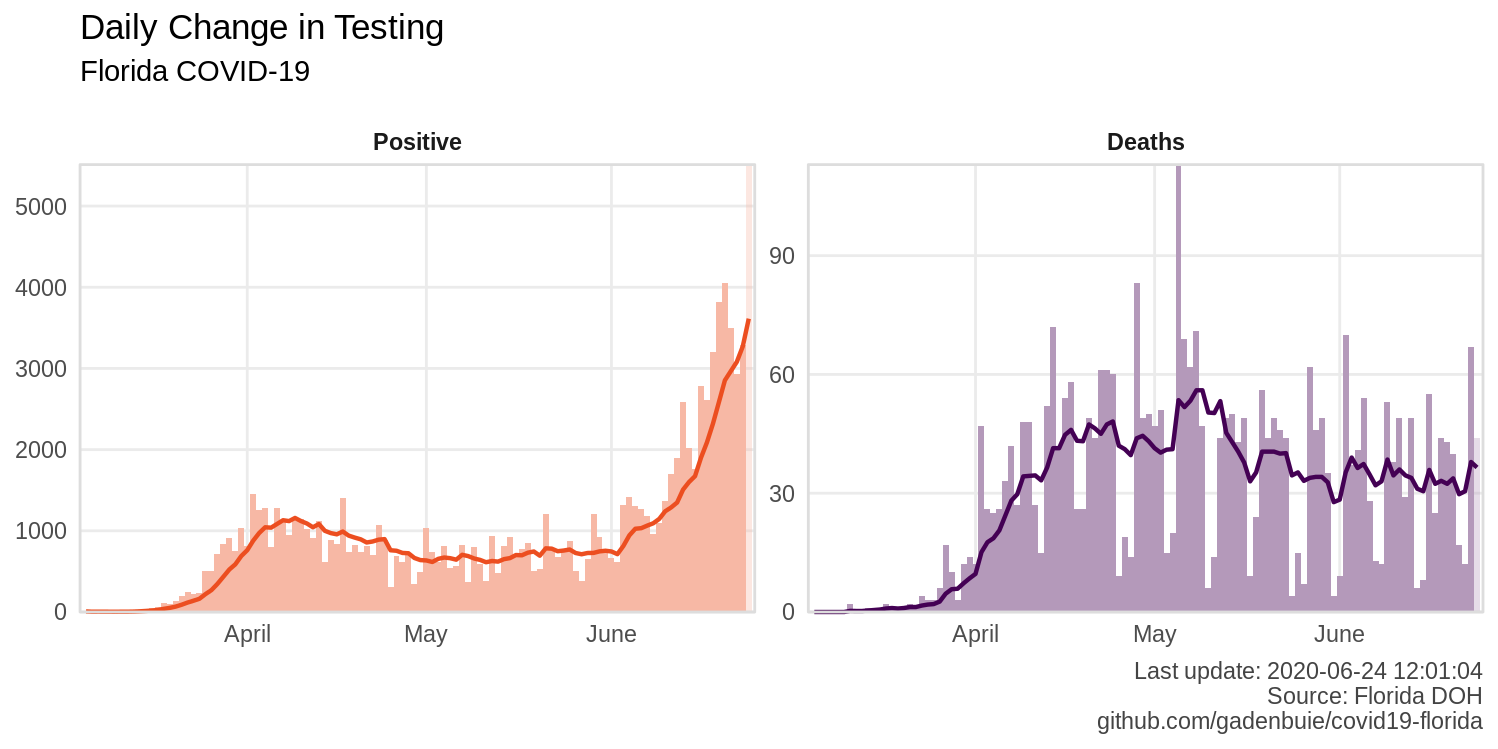 Daily Change in Testing
Florida COVID-19
Positive
5000
4000
3000
2000
1000
0
April May June
Deaths
90
60
30
0
April May June
Last update: 2020-06-24 12:01:04
Source: Florida DOH
github.com/gadenbuie/covid19-florida